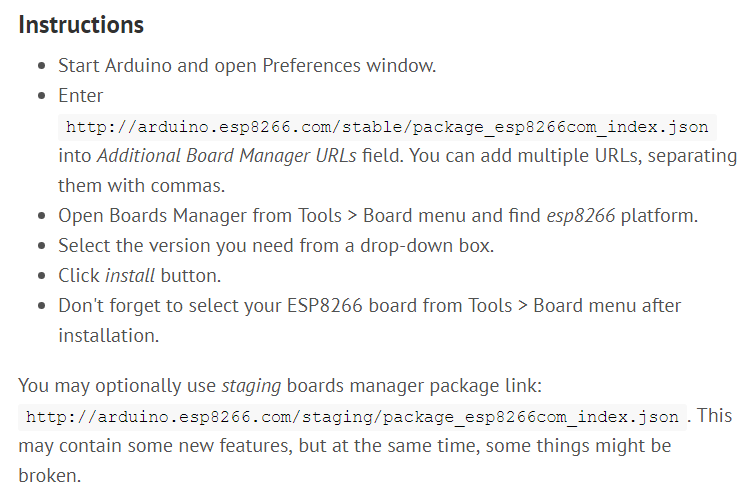 Instructions
Start Arduino and open Preferences window.
Enter
http://arduino.esp8266.com/stable/package_esp8266com_index.json
into Additional Board Manager URLs field. You can add multiple URLs, separating
them with commas.
Open Boards Manager from Tools > Board menu and find esp8266 platform.
Select the version you need from a drop-down box.
Click install button.
Don't forget to select your ESP8266 board from Tools > Board menu after
installation.
You may optionally use staging boards manager package link:
http://arduino.esp8266.com/staging/package_esp8266com_index.json . This
may contain some new features, but at the same time, some things might be
broken.